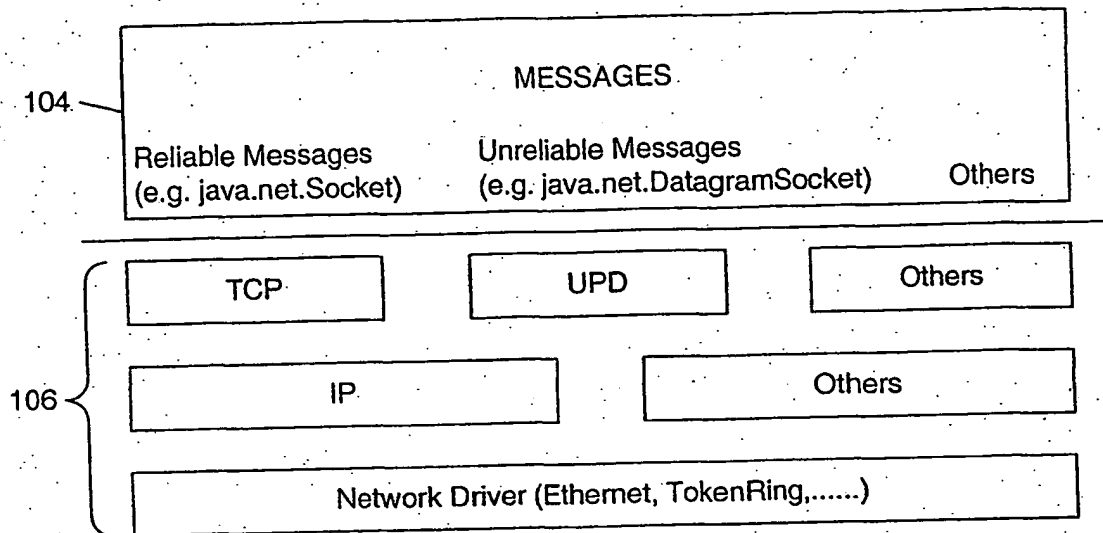 MESSAGES
104
Reliable Messages
(e.g. java.net.Socket)
Unreliable Messages
(e.g. java.net.DatagramSocket)
Others
TCP
UPD
Others
106
IP
Others
Network Driver (Ethernet, TokenRing,......)